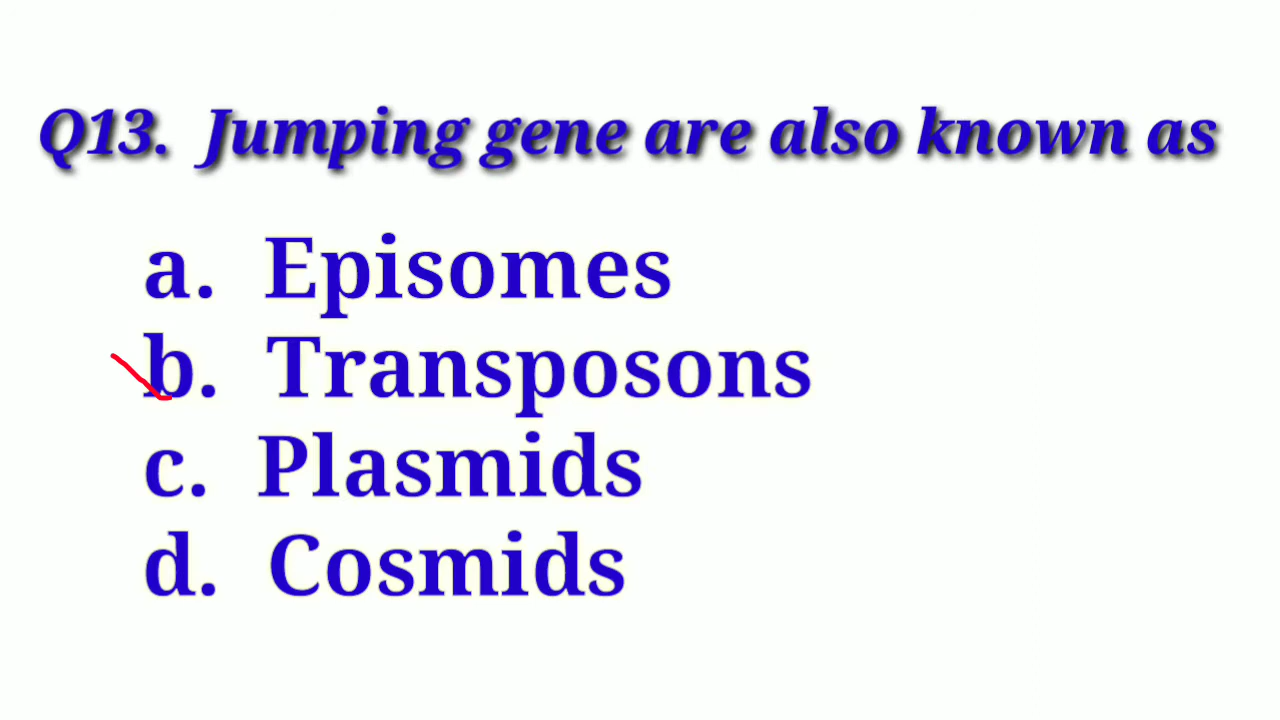 Q13. Jumping gene are also known as
a. Episomes
b. Transposons
c. Plasmids
d. Cosmids